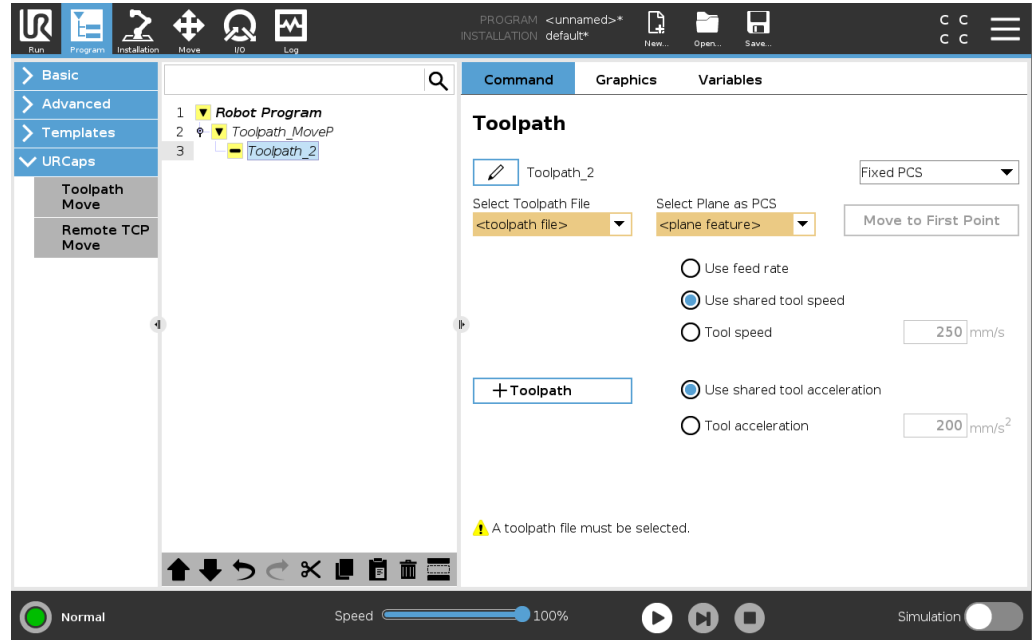 UR
PROGRAM <unnamed>*
INSTALLATION default*
C C
C C
Run
Program
Installation
Move
I/O
Log
New...
Open...
Save...
Basic
Advanced
Templates
URCaps
Toolpath
Move
Remote TCP
Move
1 Robot Program
2 Toolpath_MoveP
3 Toolpath_2
Command
Graphics
Variables
Toolpath
Toolpath_2
Fixed PCS
Select Toolpath File
Select Plane as PCS
<toolpath file>
<plane feature>
Move to First Point
Use feed rate
Use shared tool speed
Tool speed
250 mm/s
+Toolpath
Use shared tool acceleration
Tool acceleration
200 mm/s2
A toolpath file must be selected.
Normal
Speed
100%
Simulation